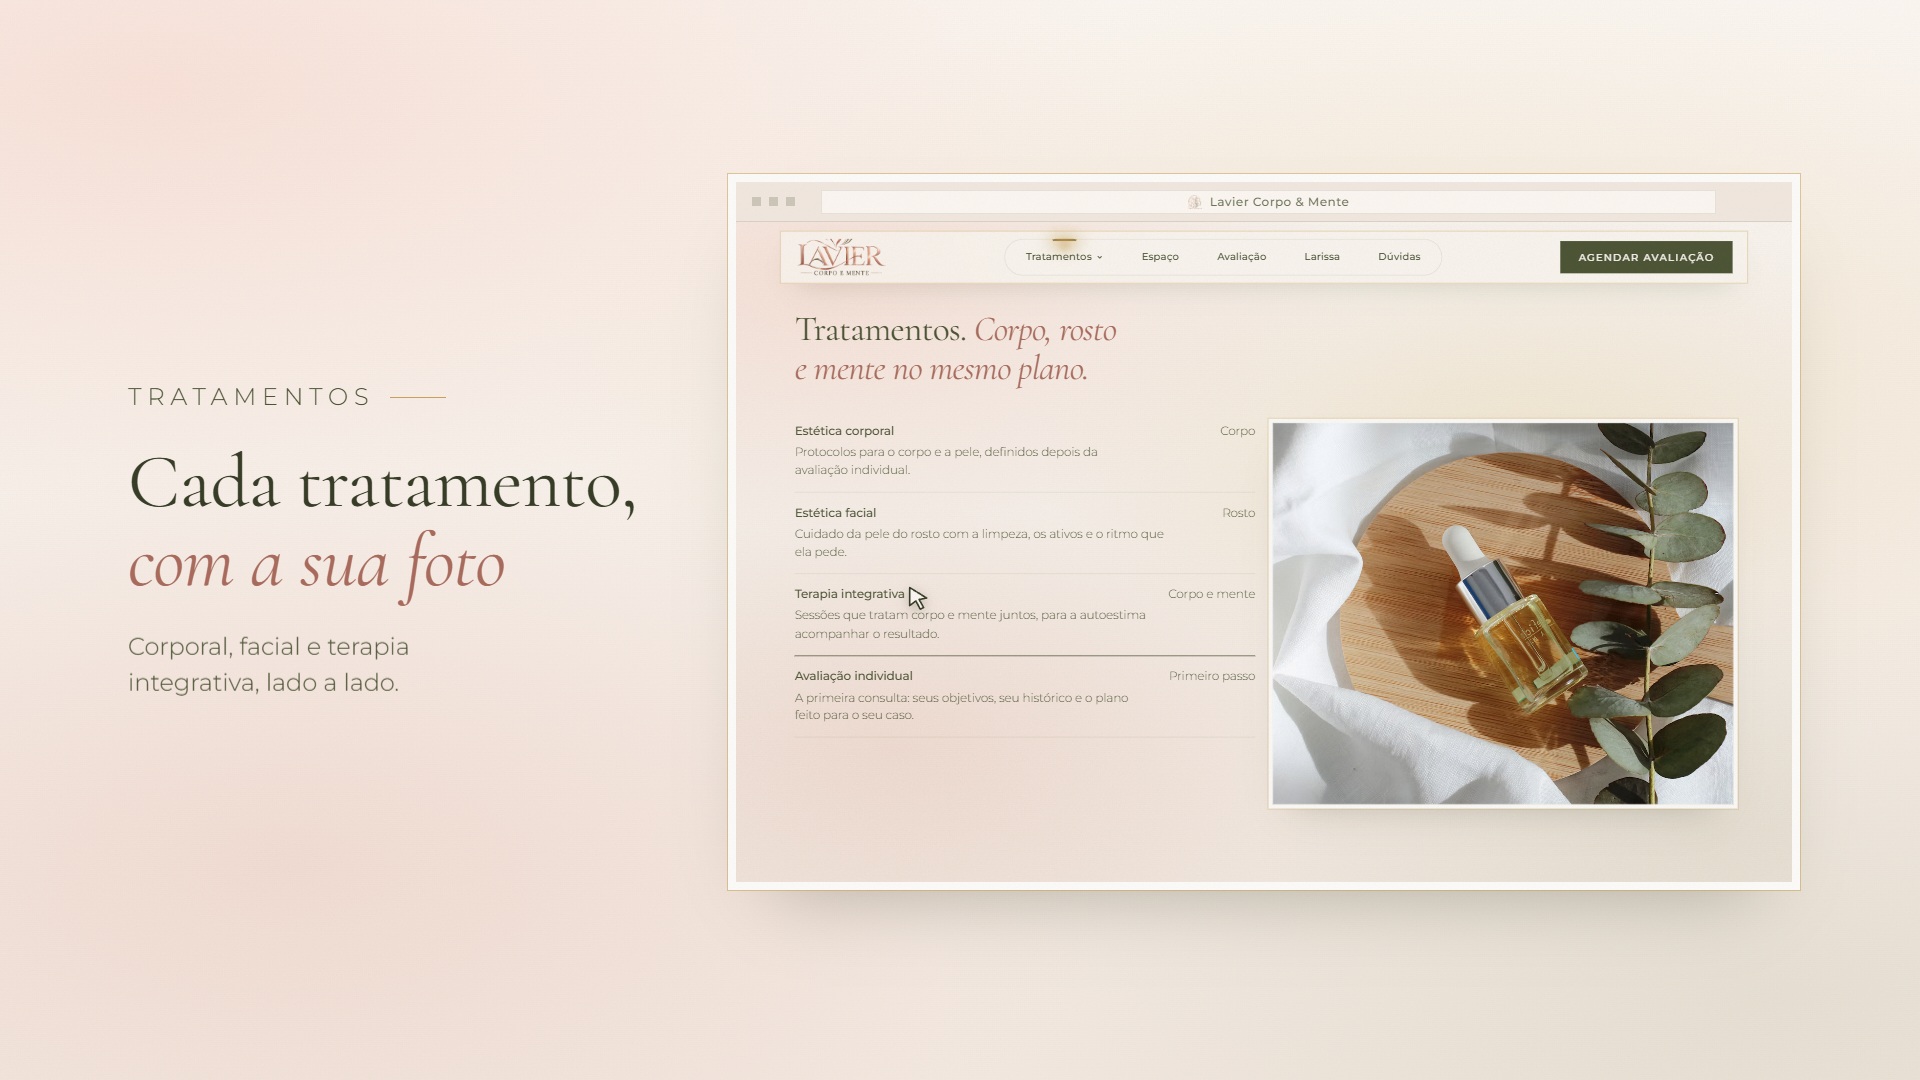 TRATAMENTOS
Cada tratamento,
com a sua foto
Corporal, facial e terapia
integrativa, lado a lado.
Lavier Corpo & Mente
LAVIER
CORPO E MENTE
Tratamentos
Espaço
Avaliação
Larissa
Dúvidas
AGENDAR AVALIAÇÃO
Tratamentos. Corpo, rosto
e mente no mesmo plano.
Estética corporal
Corpo
Protocolos para o corpo e a pele, definidos depois da
avaliação individual.
Estética facial
Rosto
Cuidado da pele do rosto com a limpeza, os ativos e o ritmo que
ela pede.
Terapia integrativa
Corpo e mente
Sessões que tratam corpo e mente juntos, para a autoestima
acompanhar o resultado.
Avaliação individual
Primeiro passo
A primeira consulta: seus objetivos, seu histórico e o plano
feito para o seu caso.